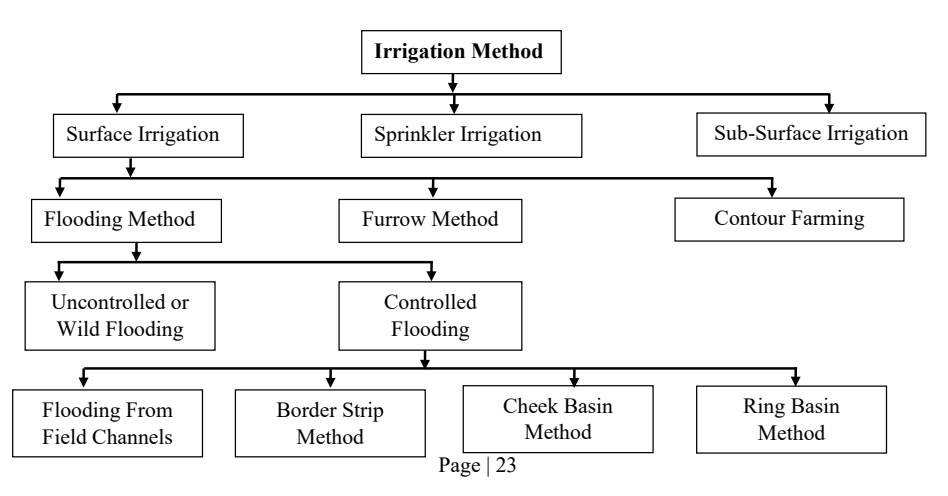 Irrigation Method
Surface Irrigation
Sprinkler Irrigation
Sub-Surface Irrigation
Flooding Method
Furrow Method
Contour Farming
Uncontrolled or
Wild Flooding
Controlled
Flooding
Flooding From
Field Channels
Border Strip
Method
Cheek Basin
Method
Ring Basin
Method
Page | 23